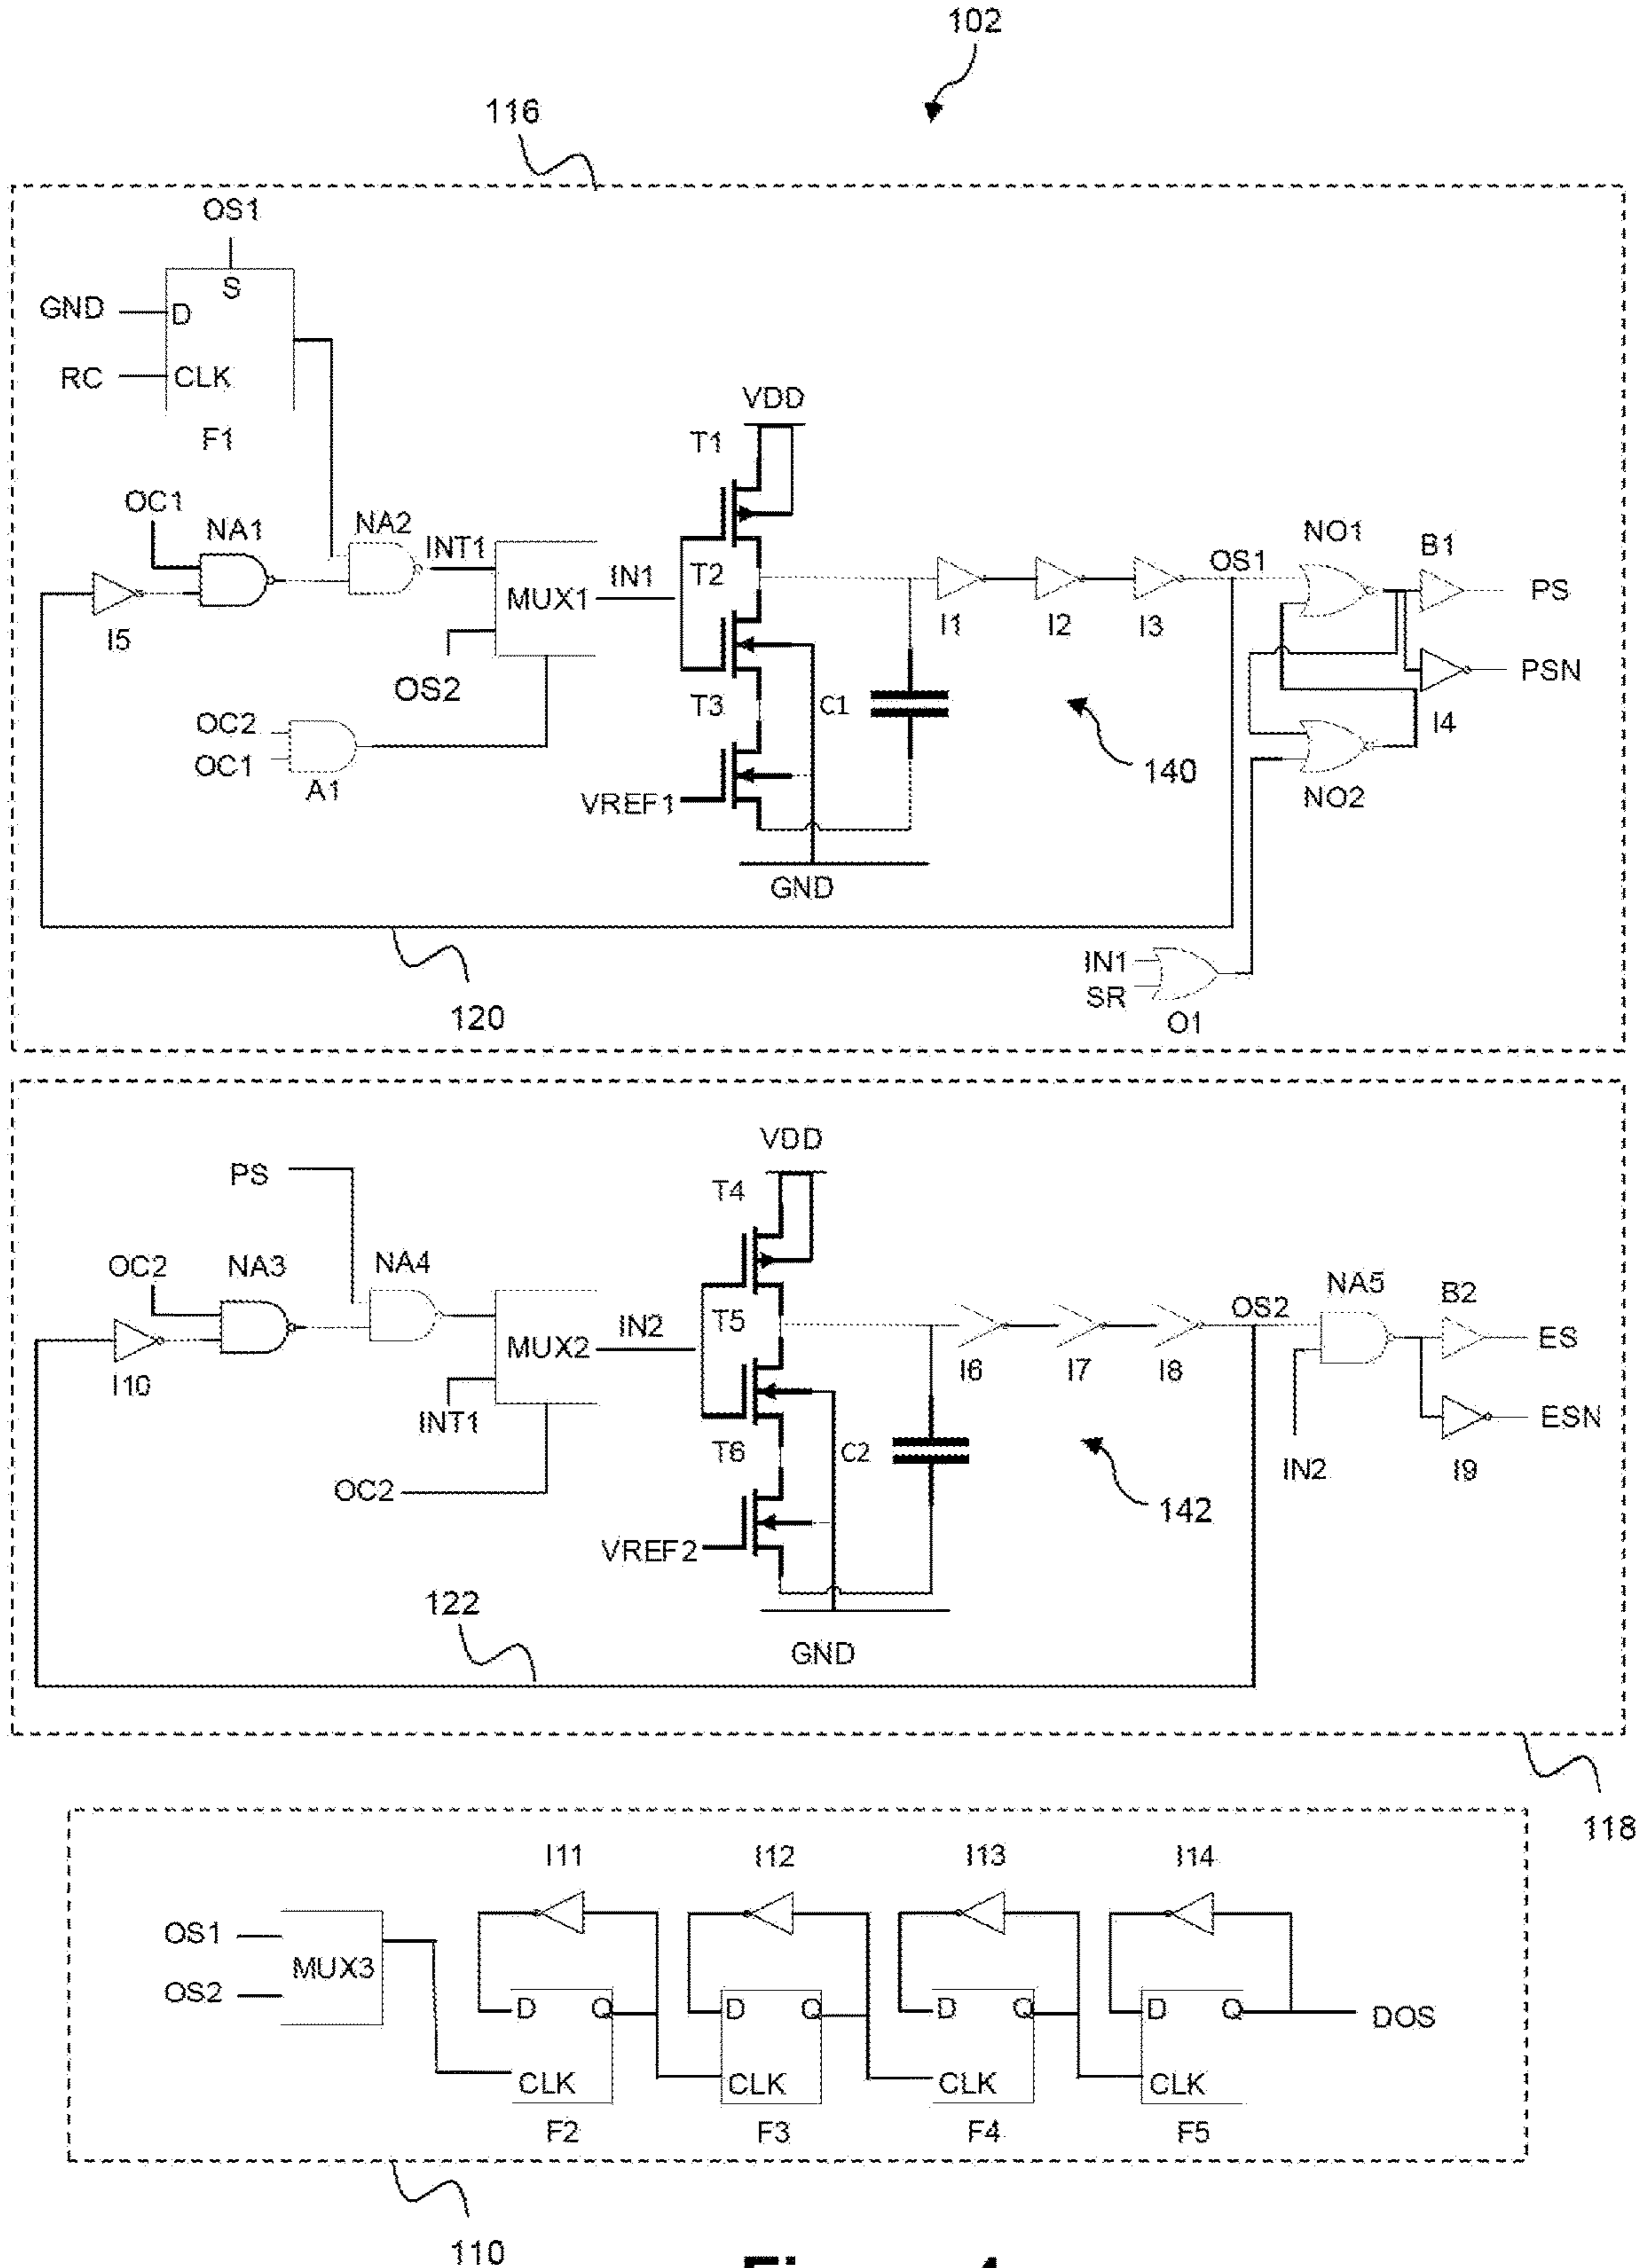 102
116
OS1
S
GND
D
RC
CLK
F1
VDD
T1
OC1
NA1
NA2
INT1
NO1
B1
IN1
T2
OS1
PS
MUX1
I1
I2
I3
I5
PSN
OS2
T3
C1
I4
OC2
OC1
A1
140
VREF1
NO2
GND
IN1
SR
O1
120
VDD
PS
T4
OC2
NA3
NA4
NA5
B2
IN2
T5
OS2
ES
MUX2
I6
I7
I8
I10
INT1
ESN
T6
C2
OC2
IN2
I9
142
VREF2
122
GND
118
I11
I12
I13
I14
OS1
MUX3
OS2
D
Q
D
Q
D
Q
D
Q
DOS
CLK
CLK
CLK
CLK
F2
F3
F4
F5
110